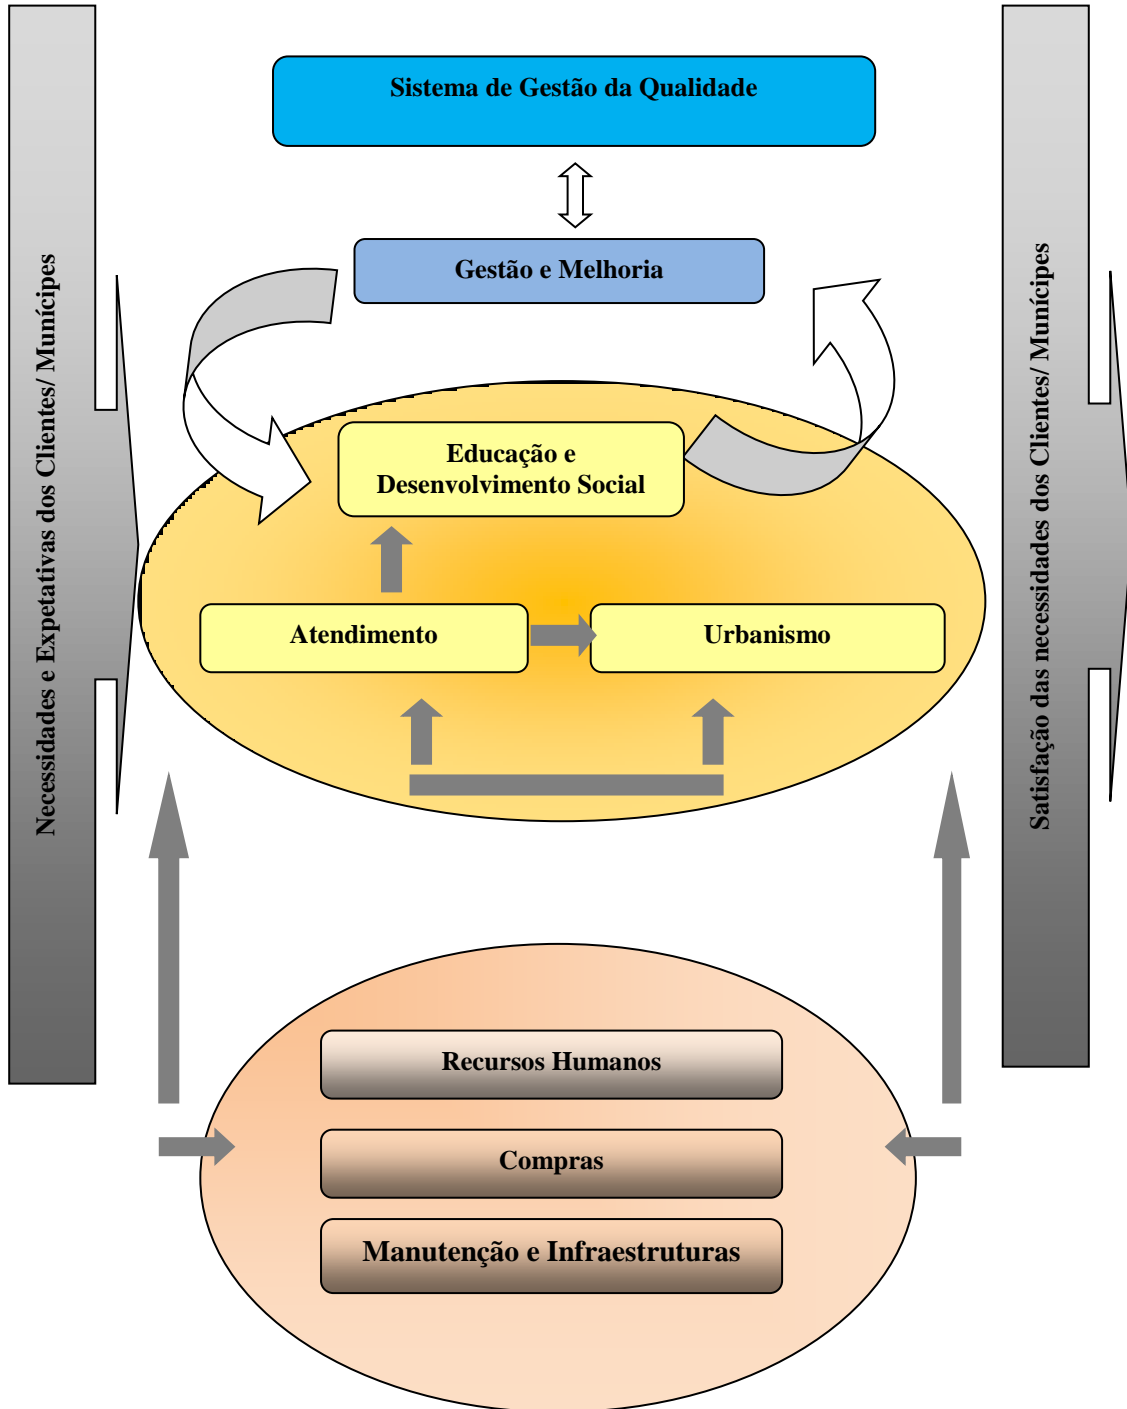 Necessidades e Expetativas dos Clientes/ Munícipes
Sistema de Gestão da Qualidade
Gestão e Melhoria
Educação e
Desenvolvimento Social
Atendimento
Urbanismo
Recursos Humanos
Compras
Manutenção e Infraestruturas
Satisfação das necessidades dos Clientes/ Munícipes